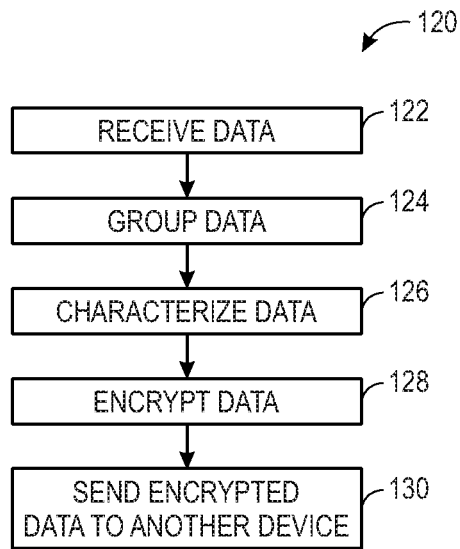 120
RECEIVE DATA
122
GROUP DATA
124
CHARACTERIZE DATA
126
ENCRYPT DATA
128
SEND ENCRYPTED
DATA TO ANOTHER DEVICE
130